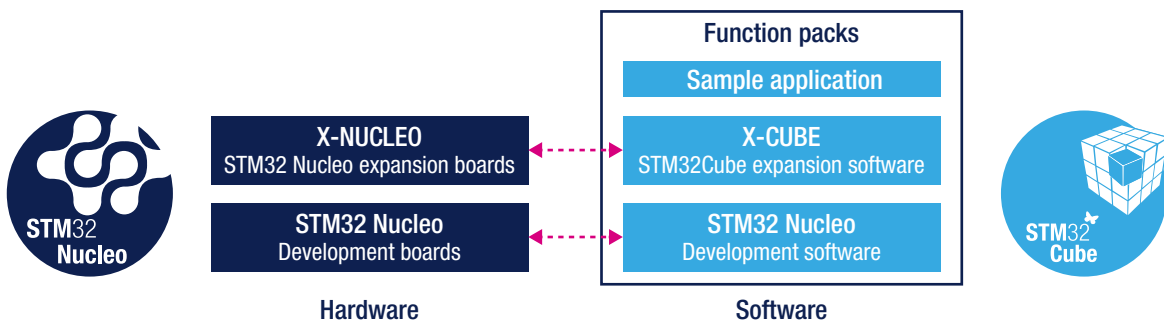 Function packs
Sample application
X-NUCLEO
STM32 Nucleo expansion boards
X-CUBE
STM32Cube expansion software
STM32
Nucleo
STM32 Nucleo
Development boards
STM32 Nucleo
Development software
STM32
Cube
Hardware
Software